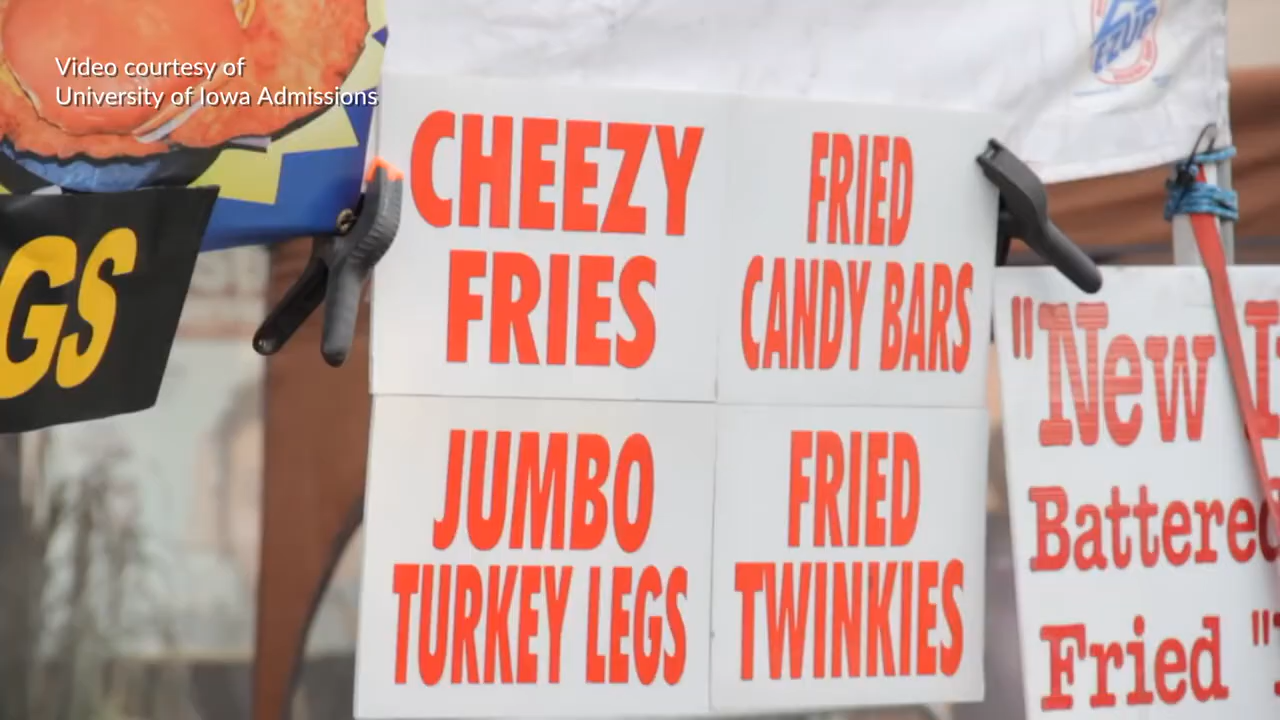 Video courtesy of
University of Iowa Admissions
EZUP
CHEEZY
FRIES
FRIED
CANDY BARS
JUMBO
TURKEY LEGS
FRIED
TWINKIES
GS
"New
Battered
Fried "